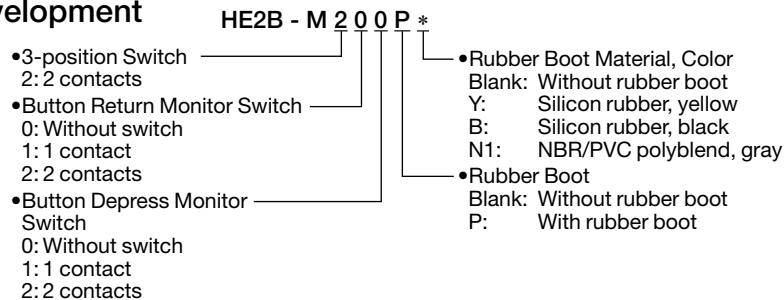 velopment
HE2B - M 2 0 0 P *
•3-position Switch
2: 2 contacts
•Button Return Monitor Switch
0: Without switch
1: 1 contact
2: 2 contacts
•Button Depress Monitor
Switch
0: Without switch
1: 1 contact
2: 2 contacts
•Rubber Boot Material, Color
Blank: Without rubber boot
Y: Silicon rubber, yellow
B: Silicon rubber, black
N1: NBR/PVC polyblend, gray
•Rubber Boot
Blank: Without rubber boot
P: With rubber boot